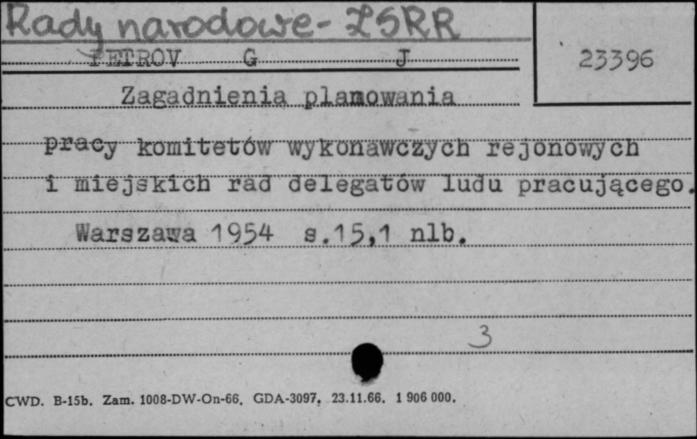 Rady narodowe - ZSRR
PETROV G J
23396
Zagadnienia planowania
pracy komitetów wykonawczych rejonowych
i miejskich rad delegatów ludu pracującego.
Warszawa 1954 s.15,1 nlb.
3
CWD. B-15b. Zam. 1008-DW-On-66. GDA-3097. 23.11.66. 1 906 000.